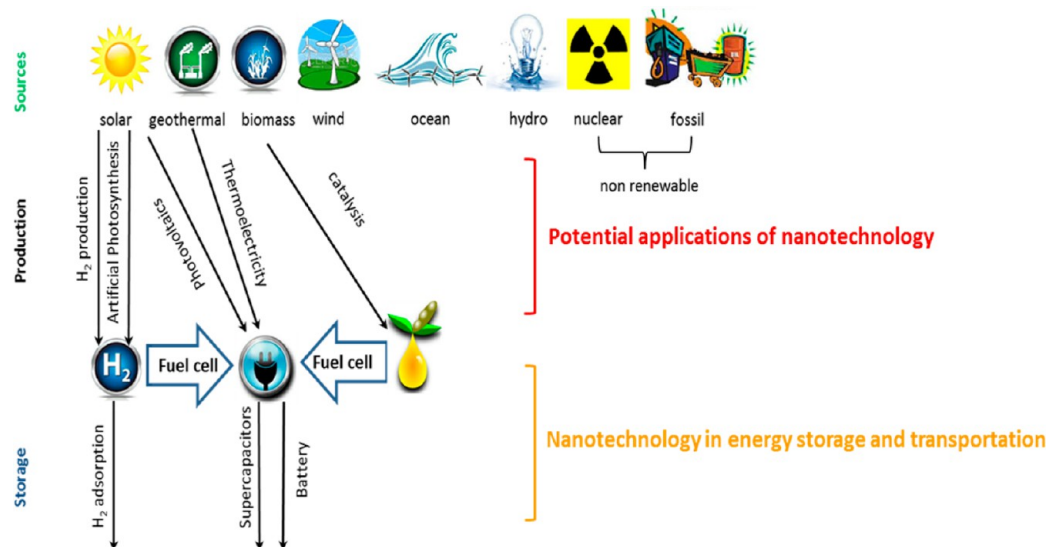 Sources
solar
geothermal
biomass
wind
ocean
hydro
nuclear
fossil
non renewable
Production
H₂ production
Artificial Photosynthesis
Photovoltaics
Thermoelectricity
catalysis
Potential applications of nanotechnology
H₂
Fuel cell
Fuel cell
Storage
H₂ adsorption
Supercapacitors
Battery
Nanotechnology in energy storage and transportation